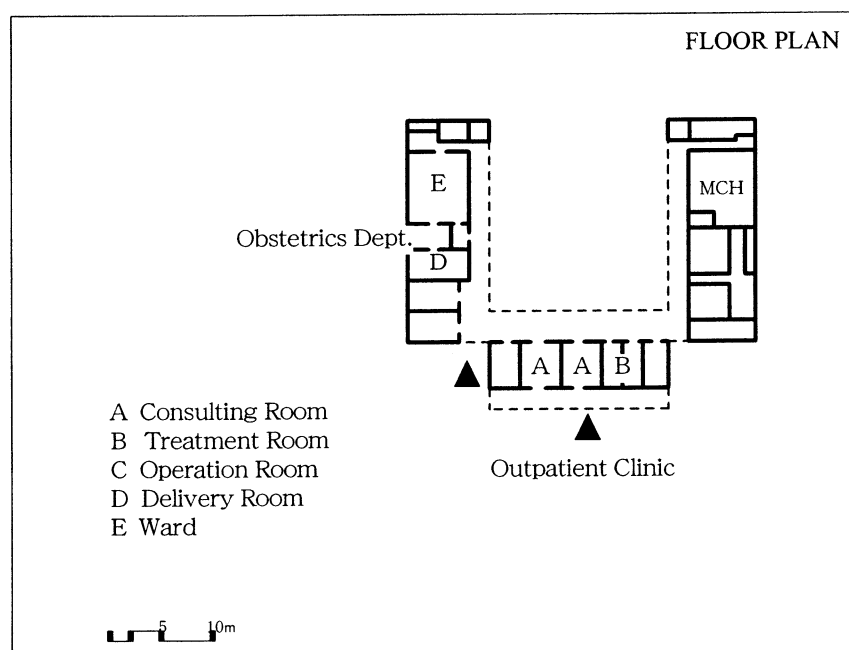 FLOOR PLAN
E
MCH
Obstetrics Dept.
D
A A B
Outpatient Clinic
A Consulting Room
B Treatment Room
C Operation Room
D Delivery Room
E Ward
5 10m